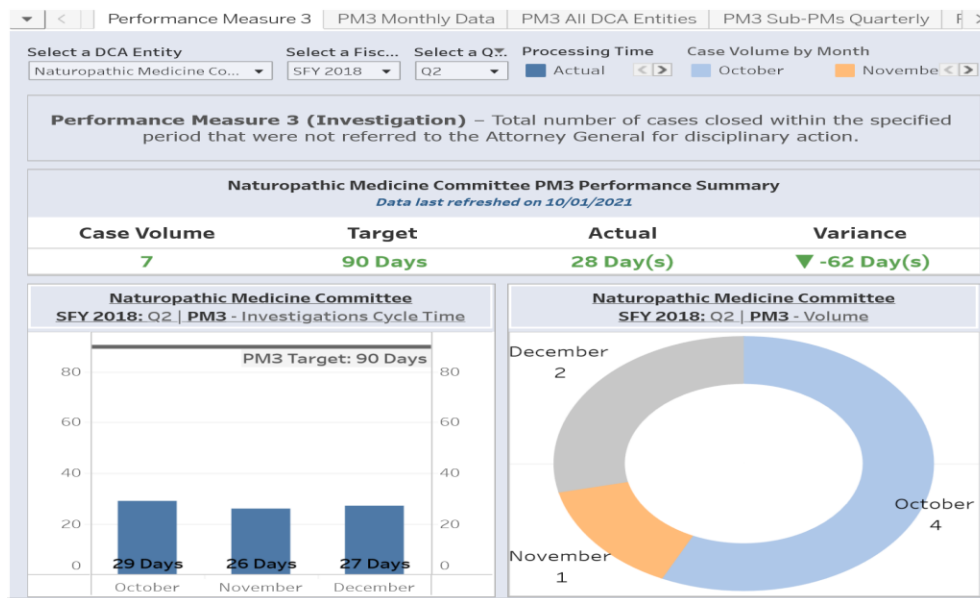 Performance Measure 3
PM3 Monthly Data
PM3 All DCA Entities
PM3 Sub-PMs Quarterly
Select a DCA Entity
Select a Fisc...
Select a Q
Processing Time
Case Volume by Month
Naturopathic Medicine Co...
SFY 2018
Q2
Actual
October
Novembe
Performance Measure 3 (Investigation) – Total number of cases closed within the specified
period that were not referred to the Attorney General for disciplinary action.
Naturopathic Medicine Committee PM3 Performance Summary
Data last refreshed on 10/01/2021
Case Volume
Target
Actual
Variance
7
90 Days
28 Day(s)
▼ -62 Day(s)
Naturopathic Medicine Committee
SFY 2018: Q2 | PM3 - Investigations Cycle Time
PM3 Target: 90 Days
80
80
60
60
40
40
20
20
0
0
29 Days
26 Days
27 Days
October
November
December
Naturopathic Medicine Committee
SFY 2018: Q2 | PM3 - Volume
December
2
October
4
November
1